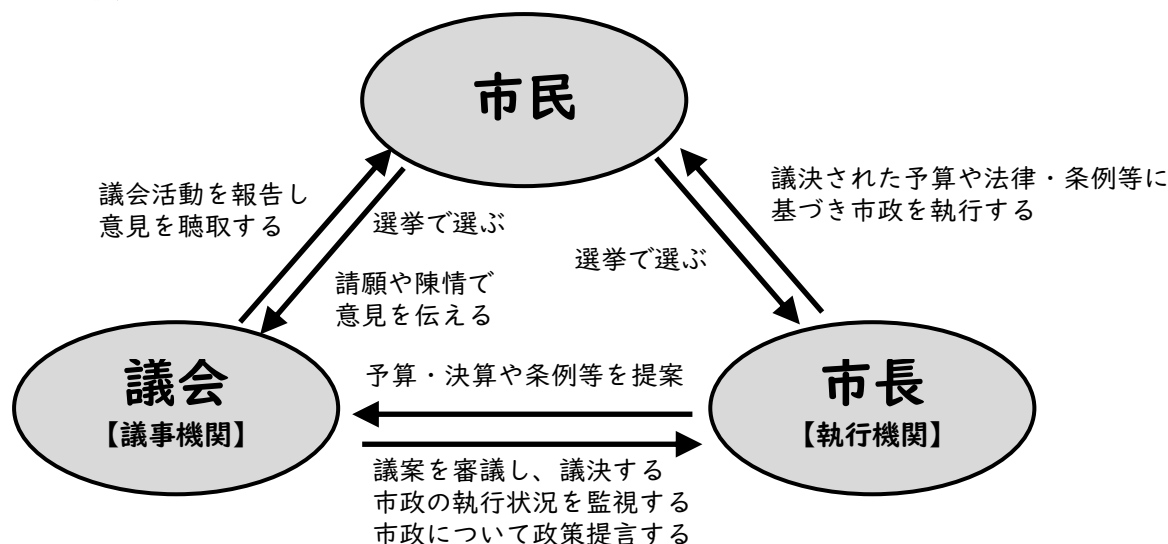 市民
議会活動を報告し
意見を聴取する
選挙で選ぶ
請願や陳情で
意見を伝える
選挙で選ぶ
議決された予算や法律・条例等に
基づき市政を執行する
議会
【議事機関】
予算・決算や条例等を提案
市長
【執行機関】
議案を審議し、議決する
市政の執行状況を監視する
市政について政策提言する